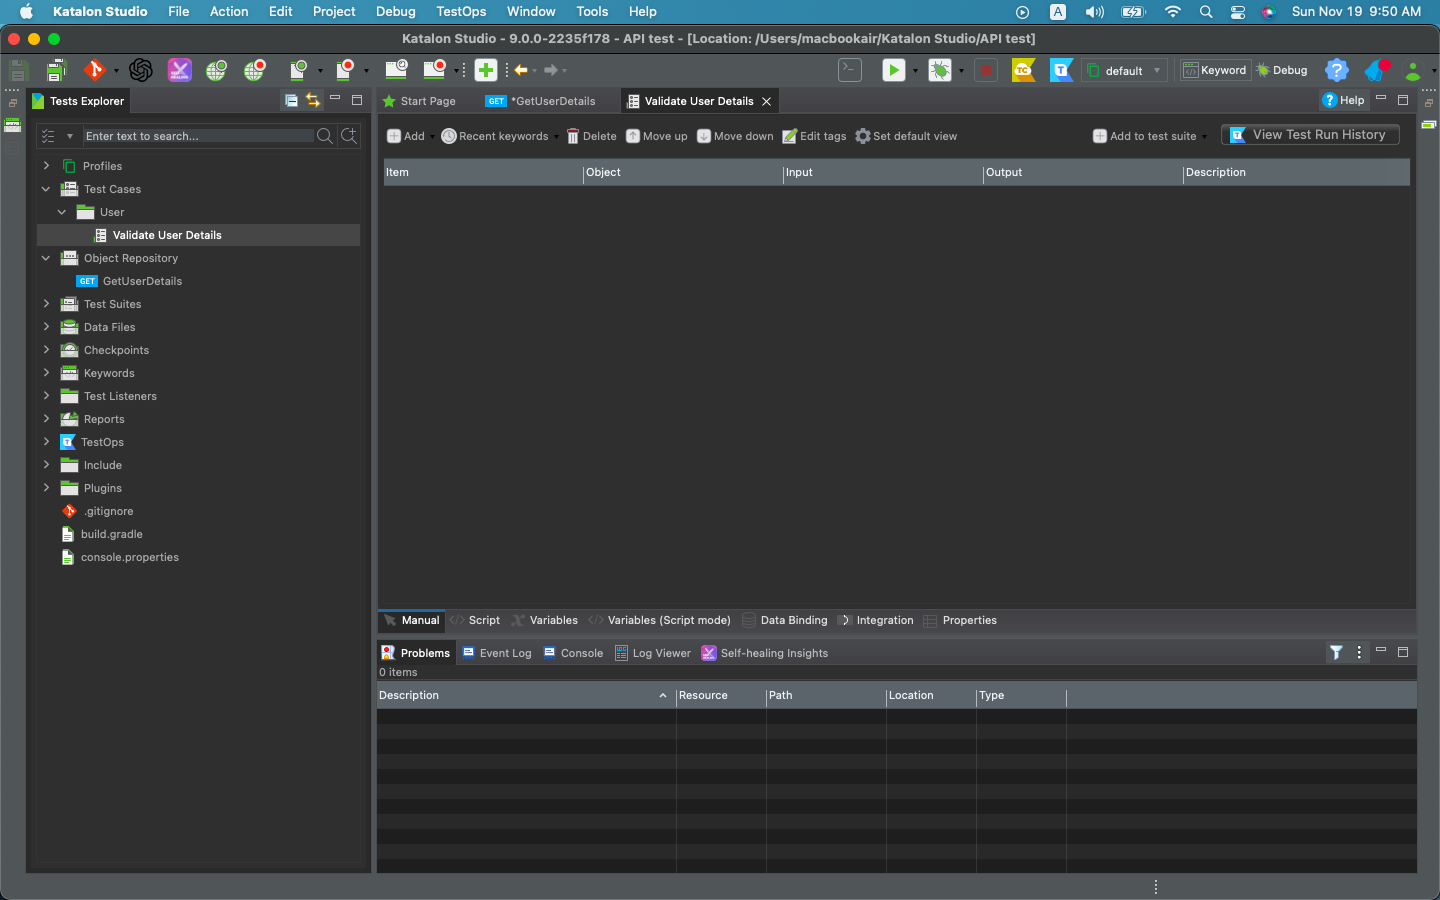 Katalon Studio File Action Edit Project Debug TestOps Window Tools Help A Sun Nov 19 9:50 AM
Katalon Studio - 9.0.0-2235f178 - API test - [Location: /Users/macbookair/Katalon Studio/API test]
TC T default Keyword Debug ?
Tests Explorer
Start Page GET *GetUserDetails Validate User Details ? Help
Enter text to search...
Add Recent keywords Delete Move up Move down Edit tags Set default view Add to test suite View Test Run History
Item Object Input Output Description
Profiles
Test Cases
User
Validate User Details
Object Repository
GET GetUserDetails
Test Suites
Data Files
Checkpoints
Keywords
Test Listeners
Reports
TestOps
Include
Plugins
.gitignore
build.gradle
console.properties
Manual Script Variables Variables (Script mode) Data Binding Integration Properties
Problems Event Log Console Log Viewer Self-healing Insights
0 items
Description Resource Path Location Type